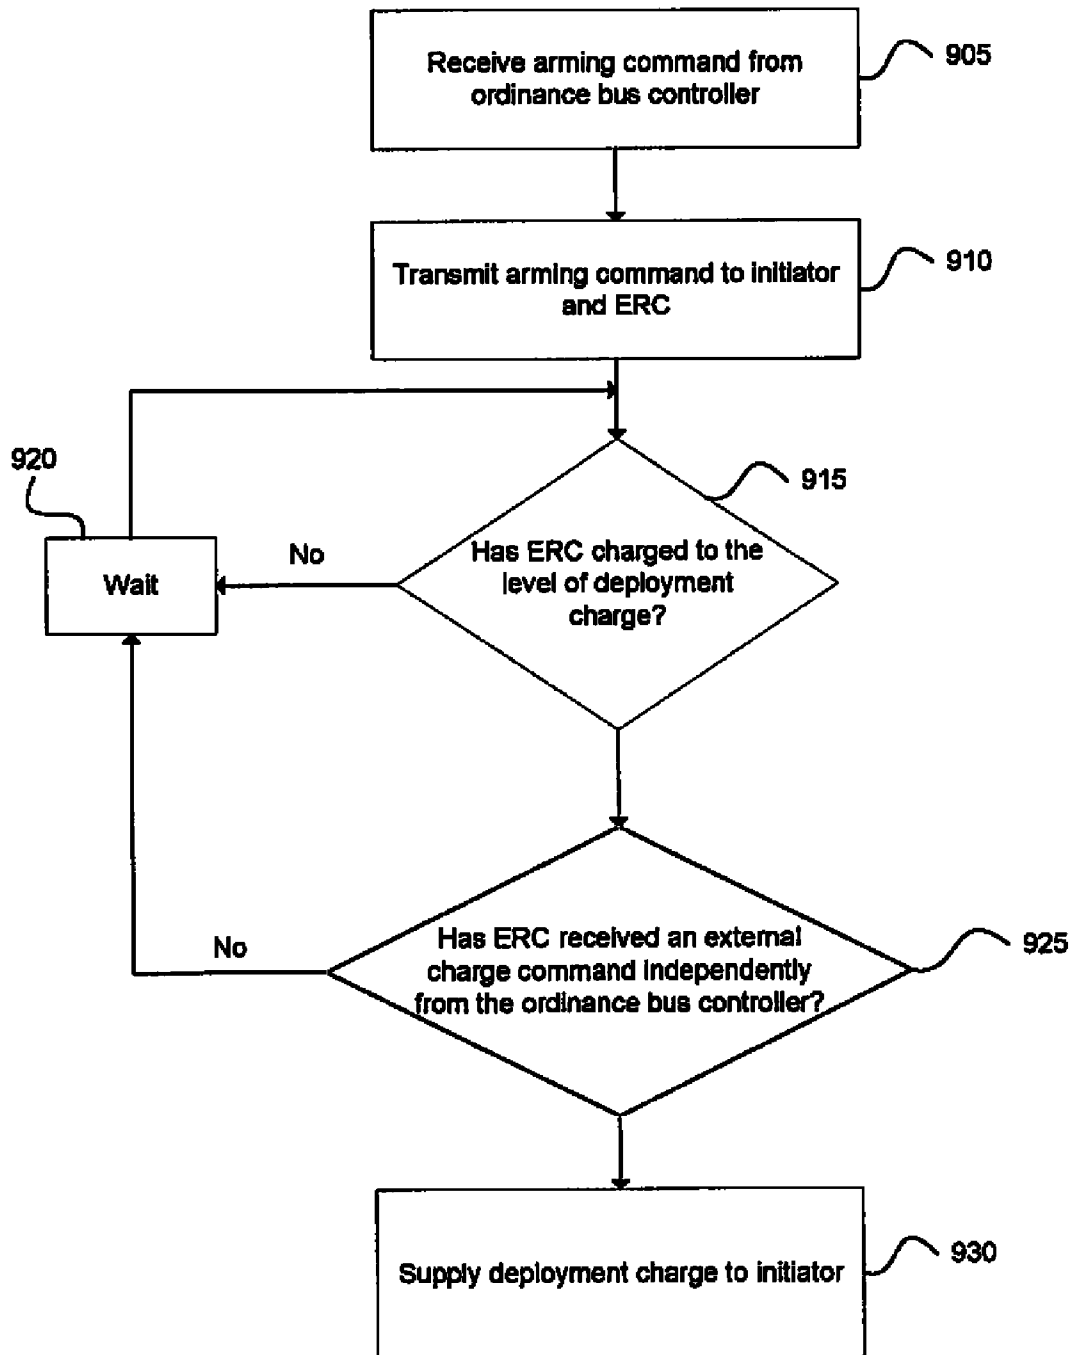 Receive arming command from
ordinance bus controller
905
Transmit arming command to initiator
and ERC
910
920
915
Wait
No
Has ERC charged to the
level of deployment
charge?
No
Has ERC received an external
charge command independently
from the ordinance bus controller?
925
Supply deployment charge to initiator
930